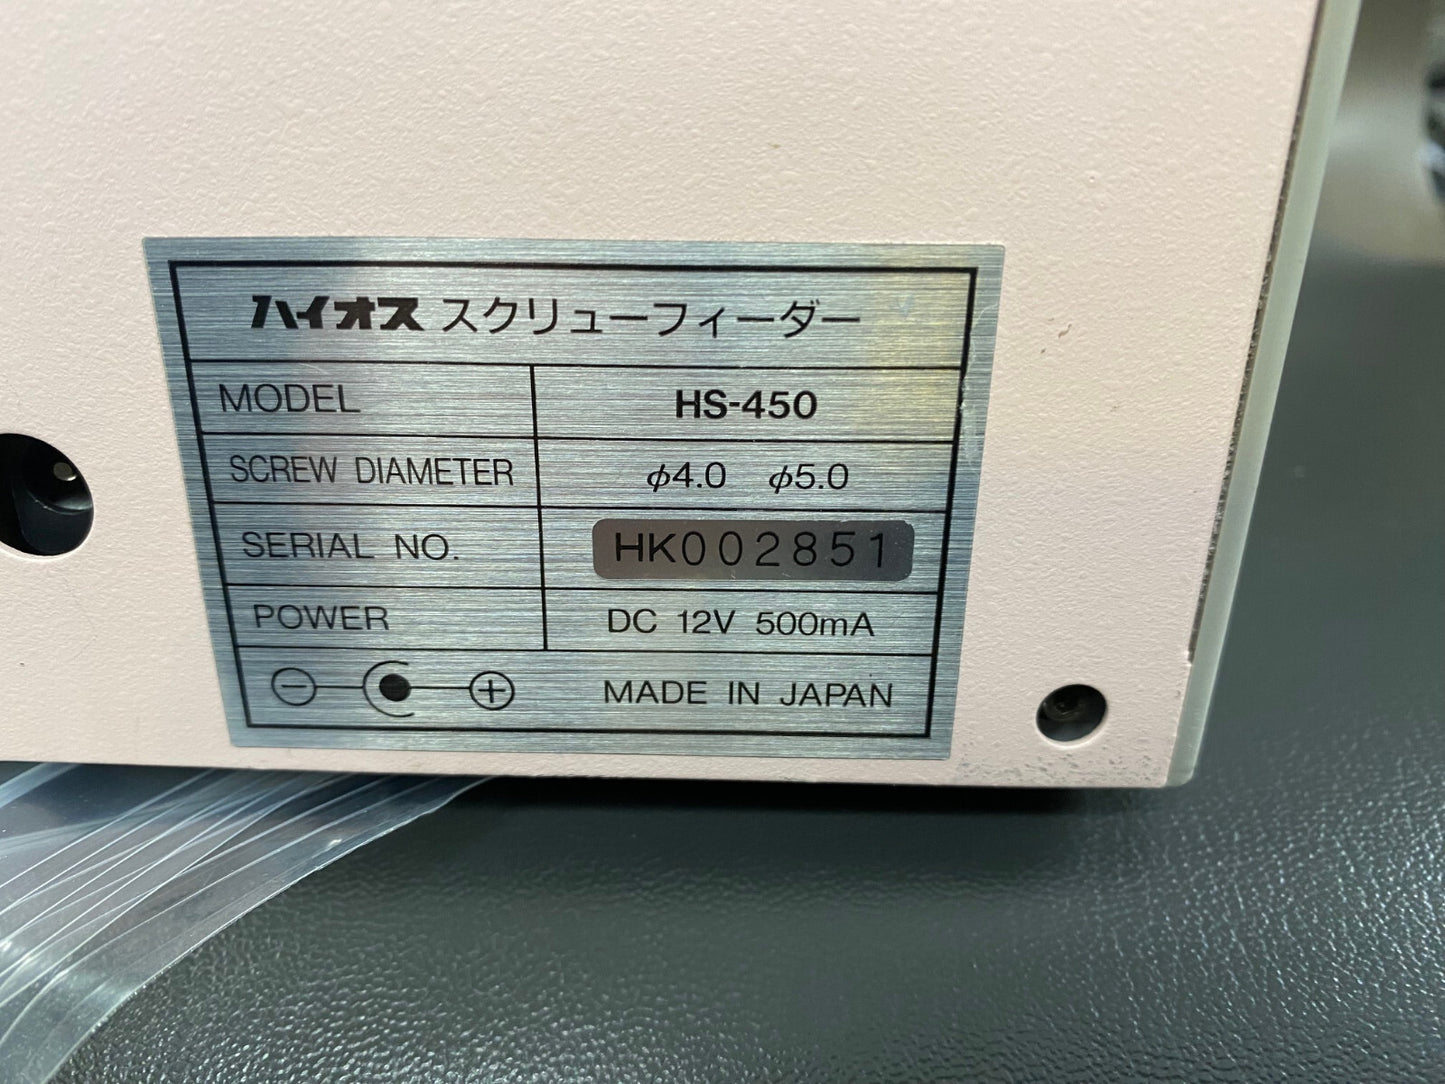 ハイオス スクリューフィーダー
MODEL HS-450
SCREW DIAMETER φ4.0 φ5.0
SERIAL NO. HK002851
POWER DC 12V 500mA
MADE IN JAPAN